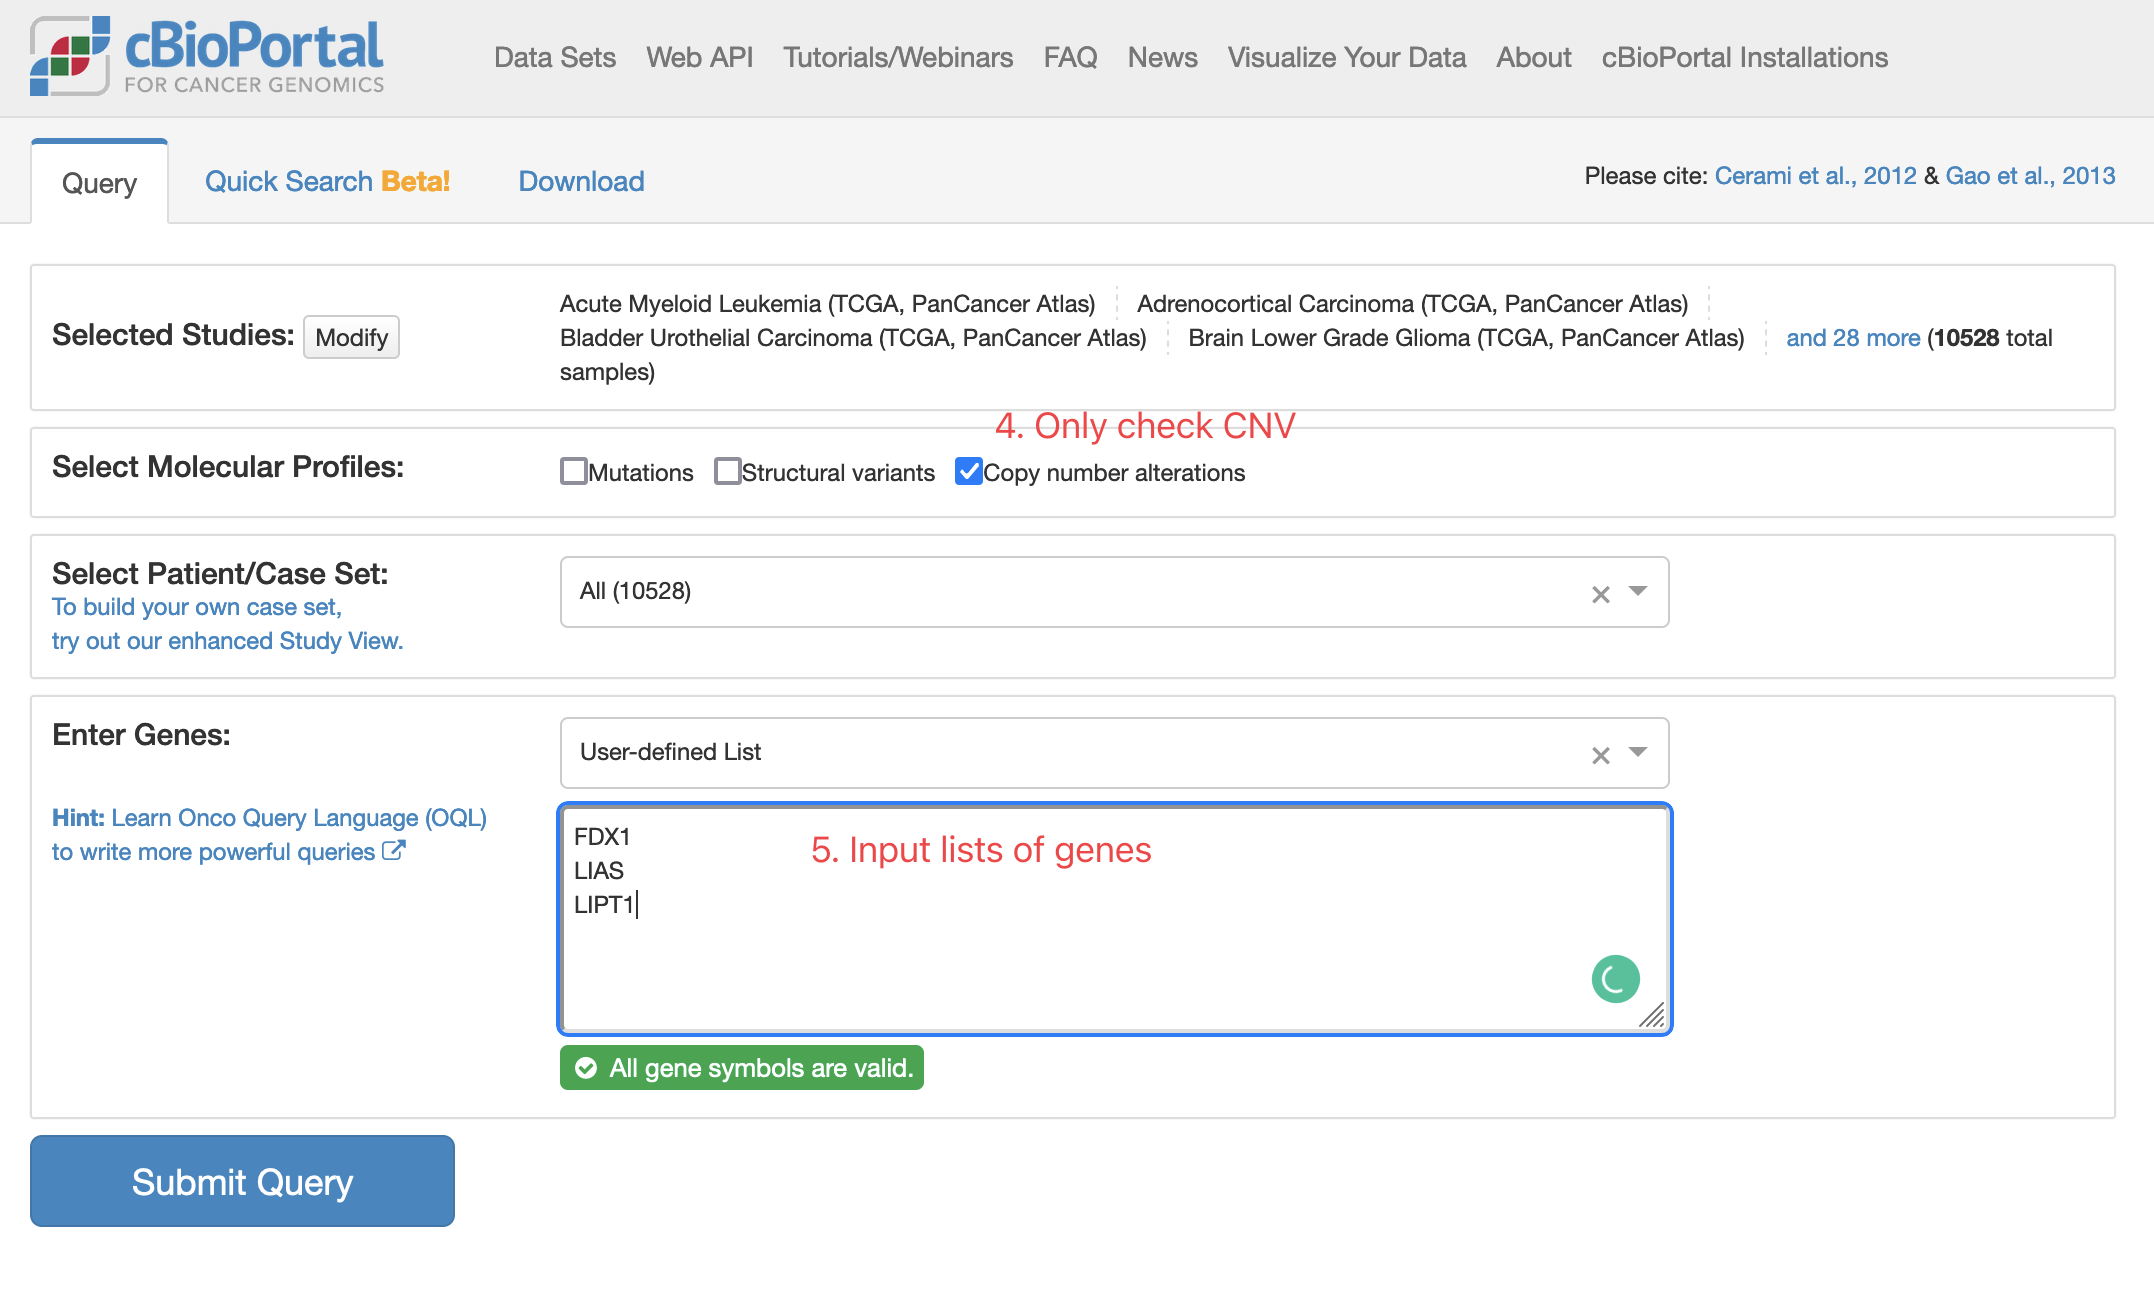 cBioPortal
FOR CANCER GENOMICS
Data Sets Web API Tutorials/Webinars FAQ News Visualize Your Data About cBioPortal Installations
Query Quick Search Beta! Download
Please cite: Cerami et al., 2012 & Gao et al., 2013
Selected Studies: Modify
Acute Myeloid Leukemia (TCGA, PanCancer Atlas) Adrenocortical Carcinoma (TCGA, PanCancer Atlas)
Bladder Urothelial Carcinoma (TCGA, PanCancer Atlas) Brain Lower Grade Glioma (TCGA, PanCancer Atlas) and 28 more (10528 total
samples)
4. Only check CNV
Select Molecular Profiles: Mutations Structural variants Copy number alterations
Select Patient/Case Set:
To build your own case set,
try out our enhanced Study View.
All (10528)
Enter Genes:
User-defined List
Hint: Learn Onco Query Language (OQL)
to write more powerful queries
FDX1
LIAS
LIPT1
5. Input lists of genes
All gene symbols are valid.
Submit Query